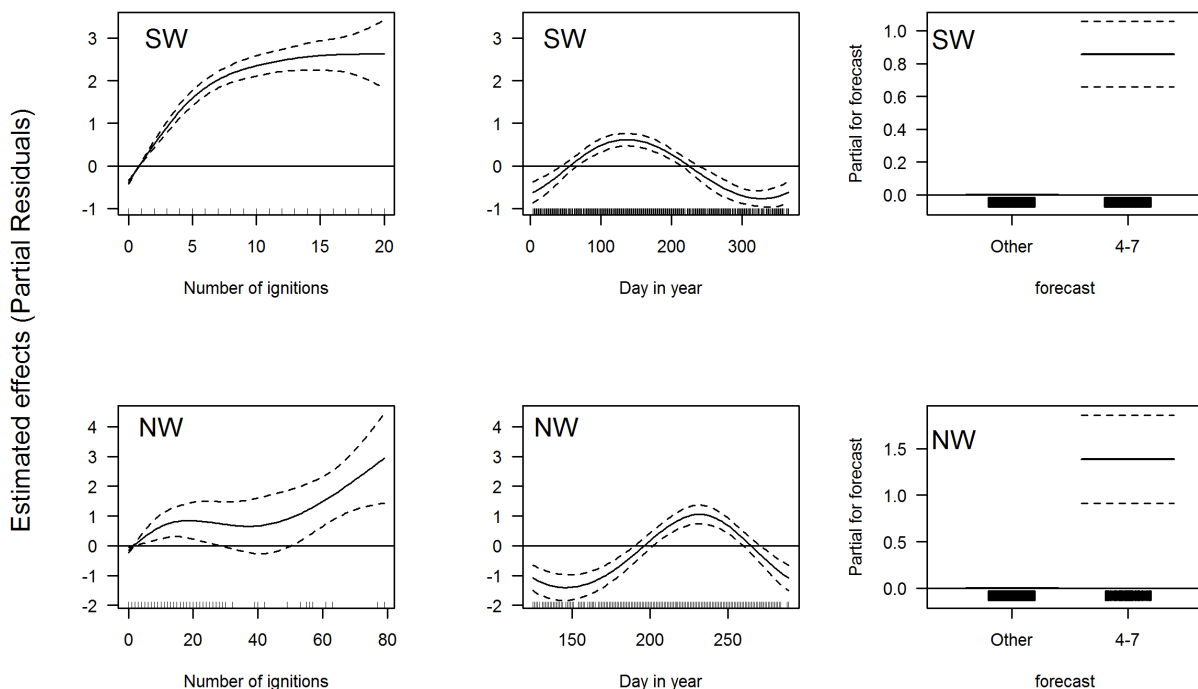 Estimated effects (Partial Residuals)
SW
3
2
1
0
-1
0 5 10 15 20
Number of ignitions
SW
3
2
1
0
-1
0 100 200 300
Day in year
SW
Partial for forecast
1.0
0.8
0.6
0.4
0.2
0.0
Other 4-7
forecast
NW
4
3
2
1
0
-1
-2
0 20 40 60 80
Number of ignitions
NW
4
3
2
1
0
-1
-2
150 200 250
Day in year
NW
Partial for forecast
1.5
1.0
0.5
0.0
Other 4-7
forecast